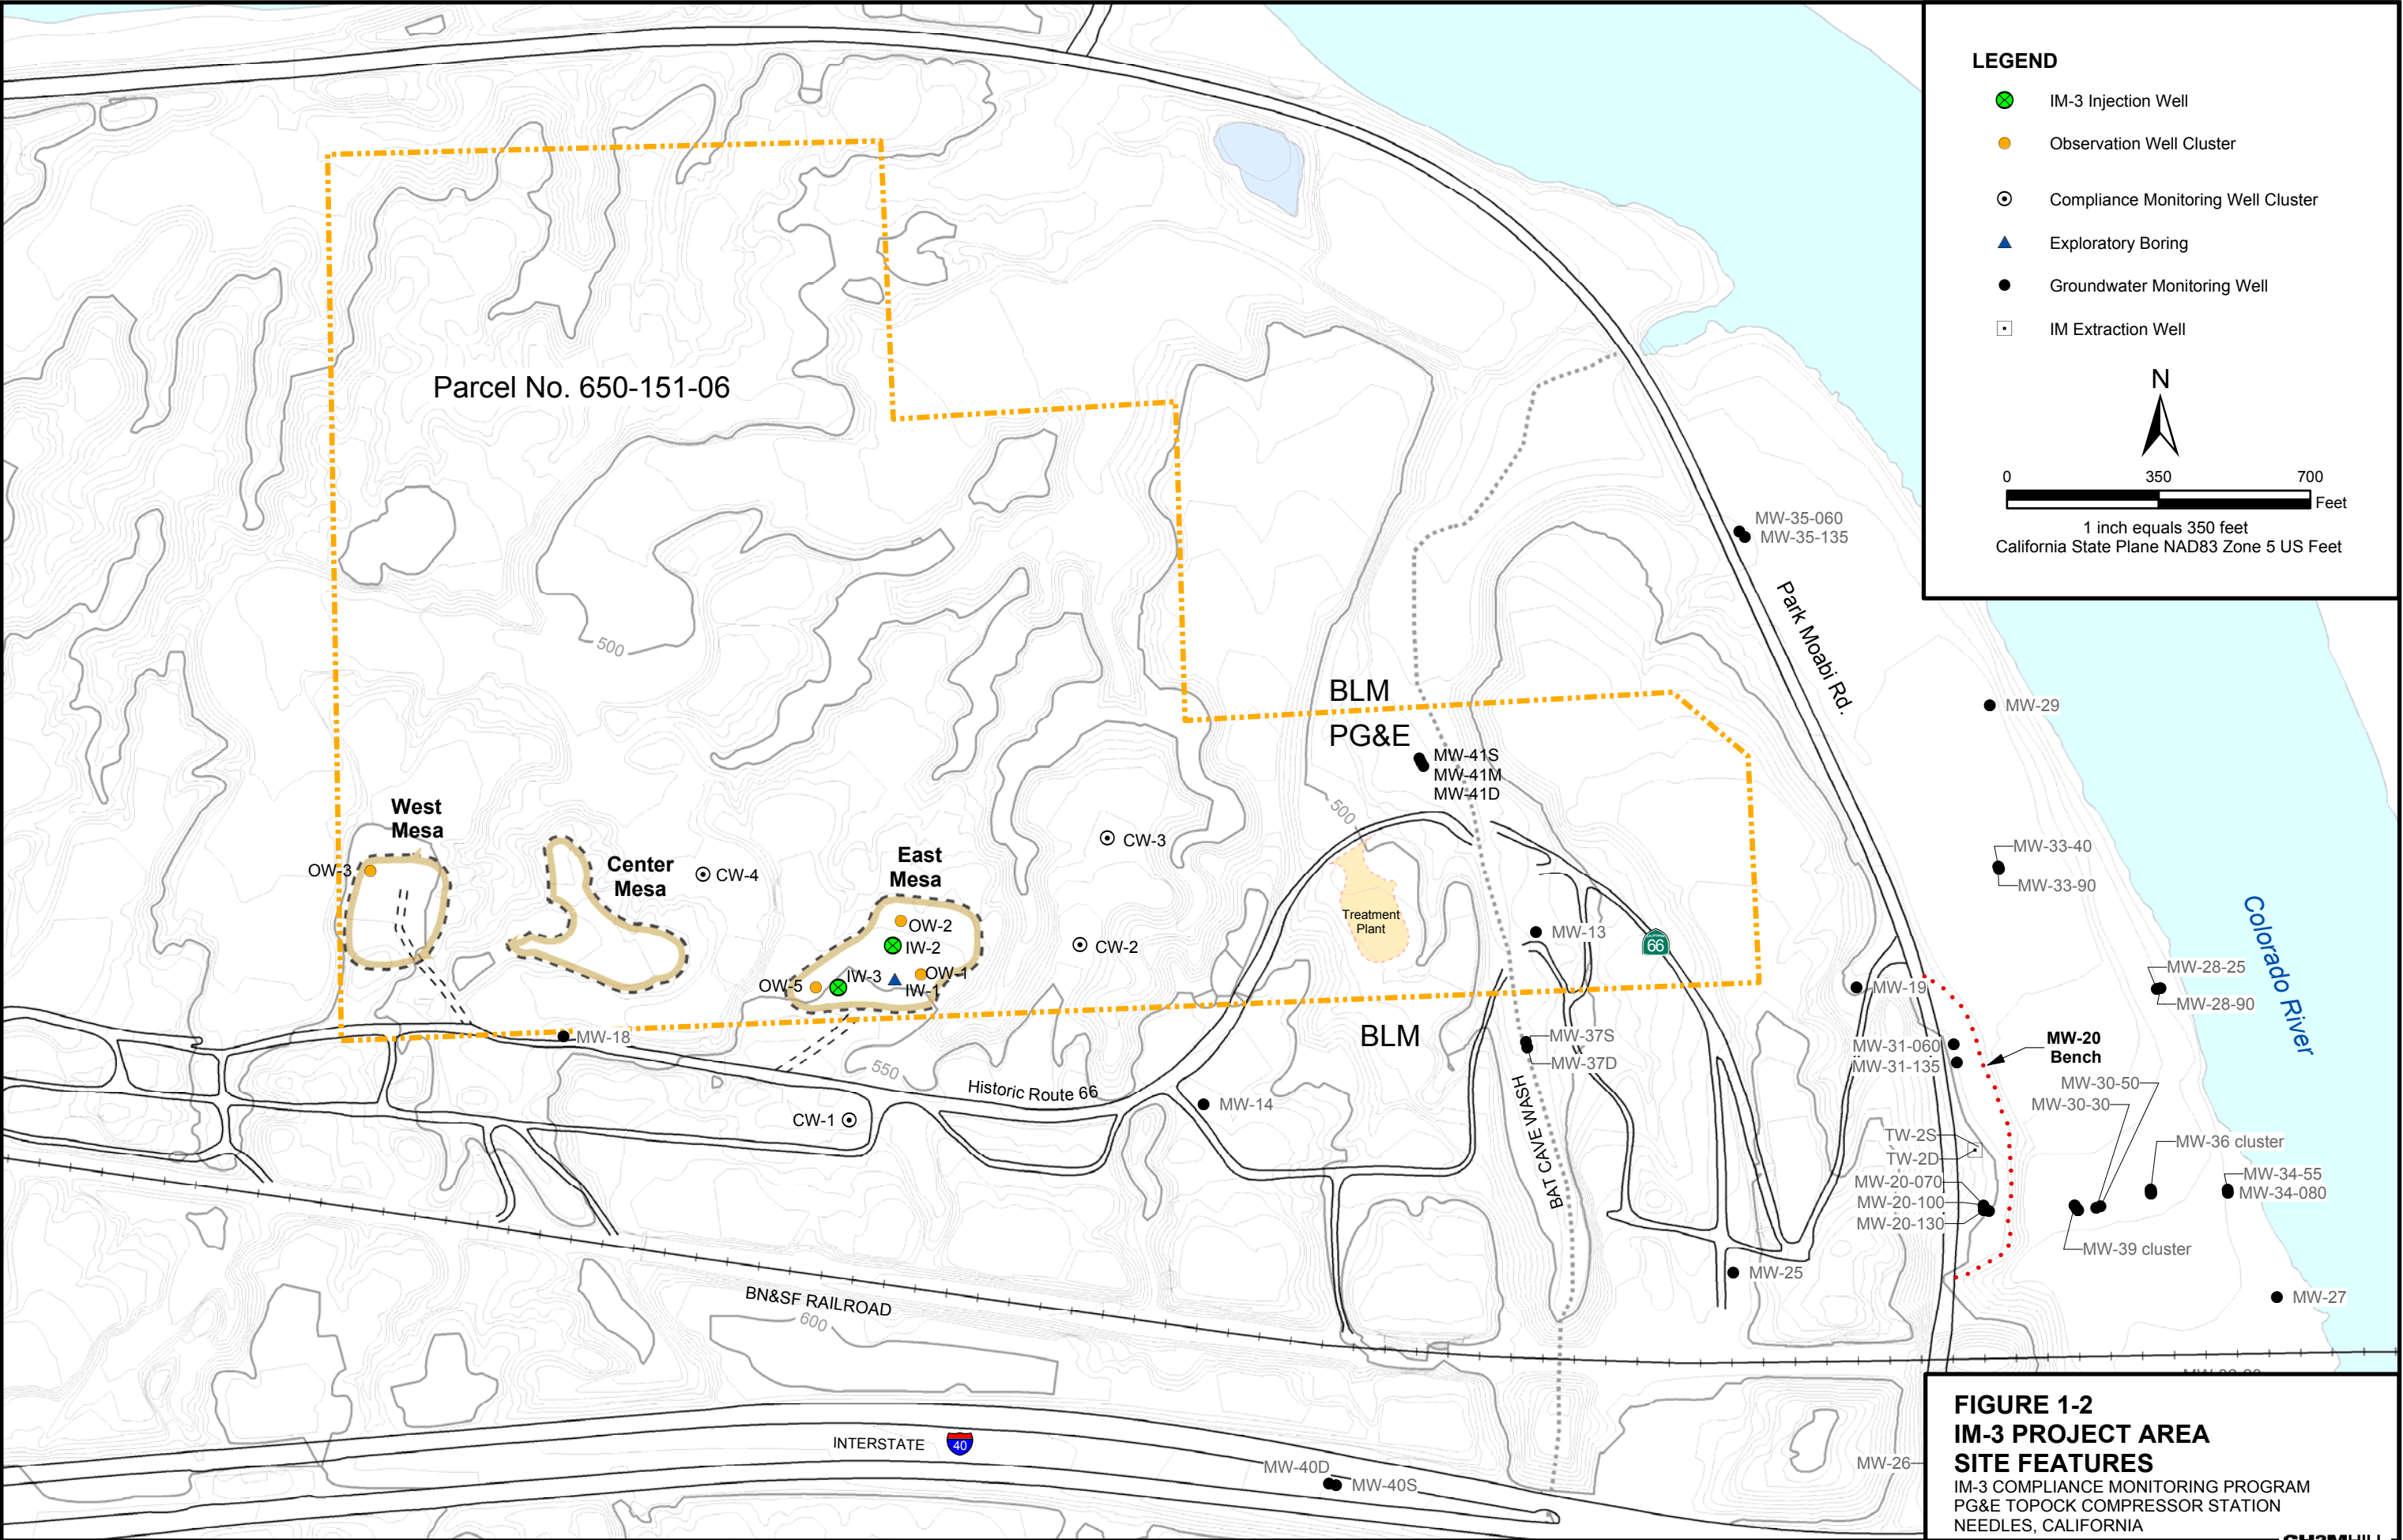 LEGEND
IM-3 Injection Well
Observation Well Cluster
Compliance Monitoring Well Cluster
Exploratory Boring
Groundwater Monitoring Well
IM Extraction Well
N
0 350 700
Feet
1 inch equals 350 feet
California State Plane NAD83 Zone 5 US Feet
Parcel No. 650-151-06
500
MW-35-060
MW-35-135
Park Moabi Rd.
BLM
PG&E
MW-29
MW-41S
MW-41M
MW-41D
500
West
Mesa
OW-3
Center
Mesa
CW-4
East
Mesa
CW-3
OW-2
IW-2
CW-2
OW-5
IW-3
OW-1
IW-1
Treatment
Plant
MW-13
66
MW-33-40
MW-33-90
Colorado River
MW-28-25
MW-28-90
MW-19
MW-18
BLM
MW-37S
MW-37D
MW-31-060
MW-31-135
MW-20
Bench
550
Historic Route 66
CW-1
MW-14
BAT CAVE WASH
MW-30-50
MW-30-30
TW-2S
TW-2D
MW-36 cluster
MW-34-55
MW-34-080
MW-20-070
MW-20-100
MW-20-130
MW-39 cluster
MW-25
MW-27
BN&SF RAILROAD
600
INTERSTATE 40
MW-40D
MW-40S
MW-26
FIGURE 1-2
IM-3 PROJECT AREA
SITE FEATURES
IM-3 COMPLIANCE MONITORING PROGRAM
PG&E TOPOCK COMPRESSOR STATION
NEEDLES, CALIFORNIA